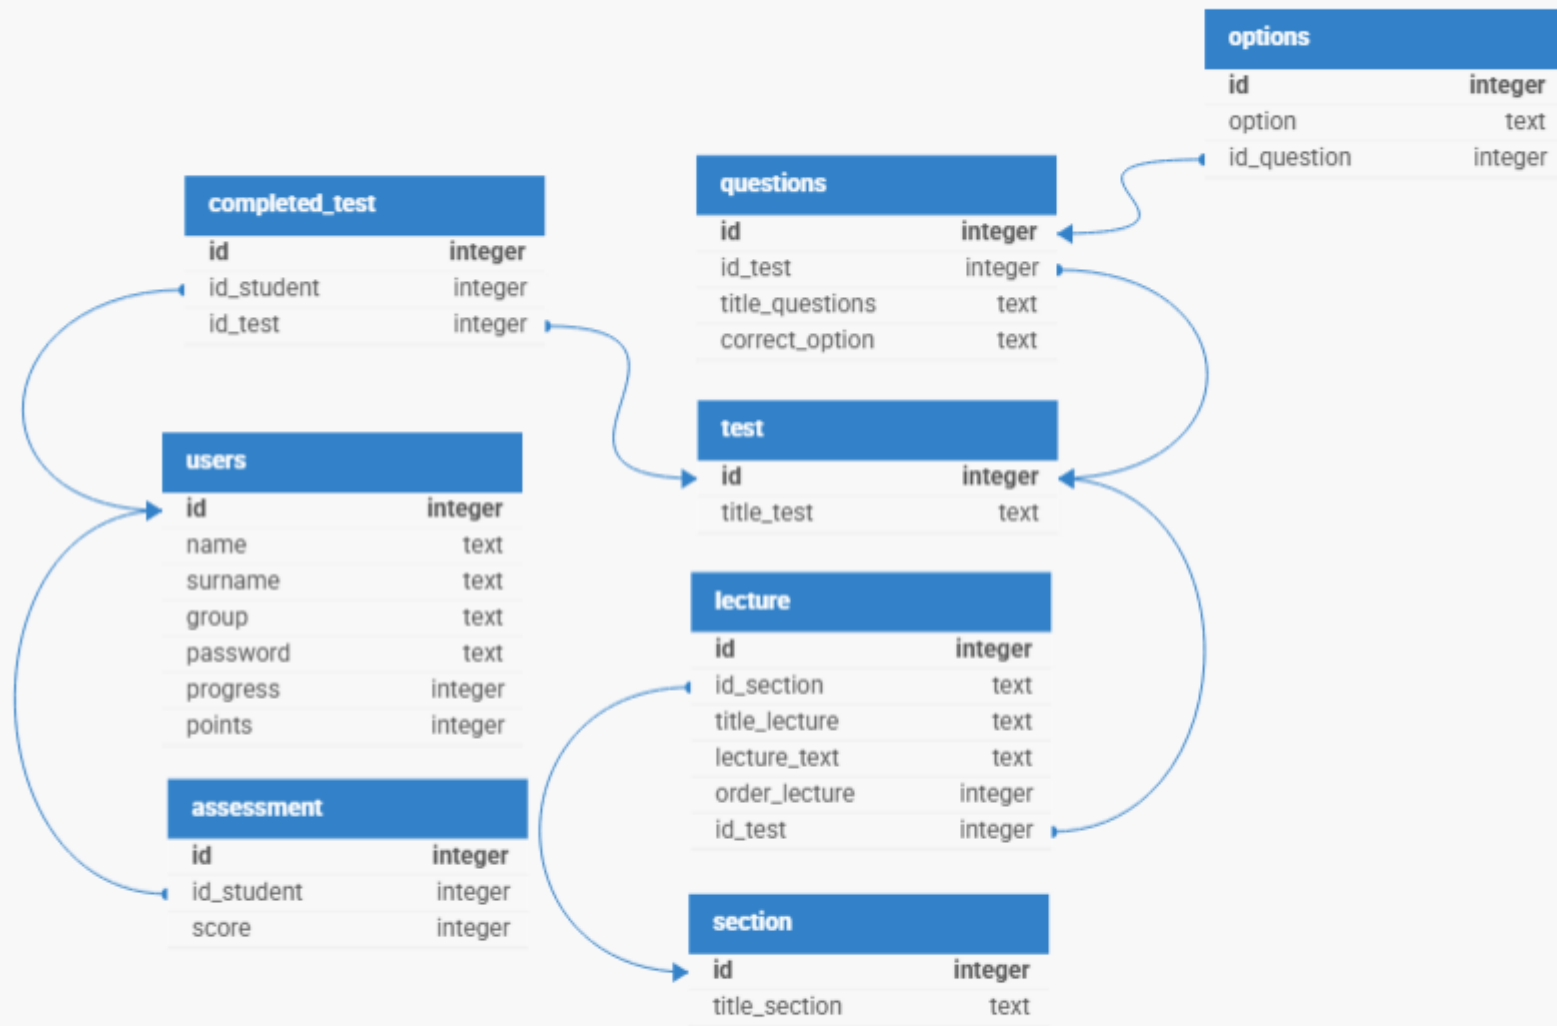 options
id integer
option text
id_question integer
completed_test
id integer
id_student integer
id_test integer
questions
id integer
id_test integer
title_questions text
correct_option text
users
id integer
name text
surname text
group text
password text
progress integer
points integer
test
id integer
title_test text
lecture
id integer
id_section text
title_lecture text
lecture_text text
order_lecture integer
id_test integer
assessment
id integer
id_student integer
score integer
section
id integer
title_section text